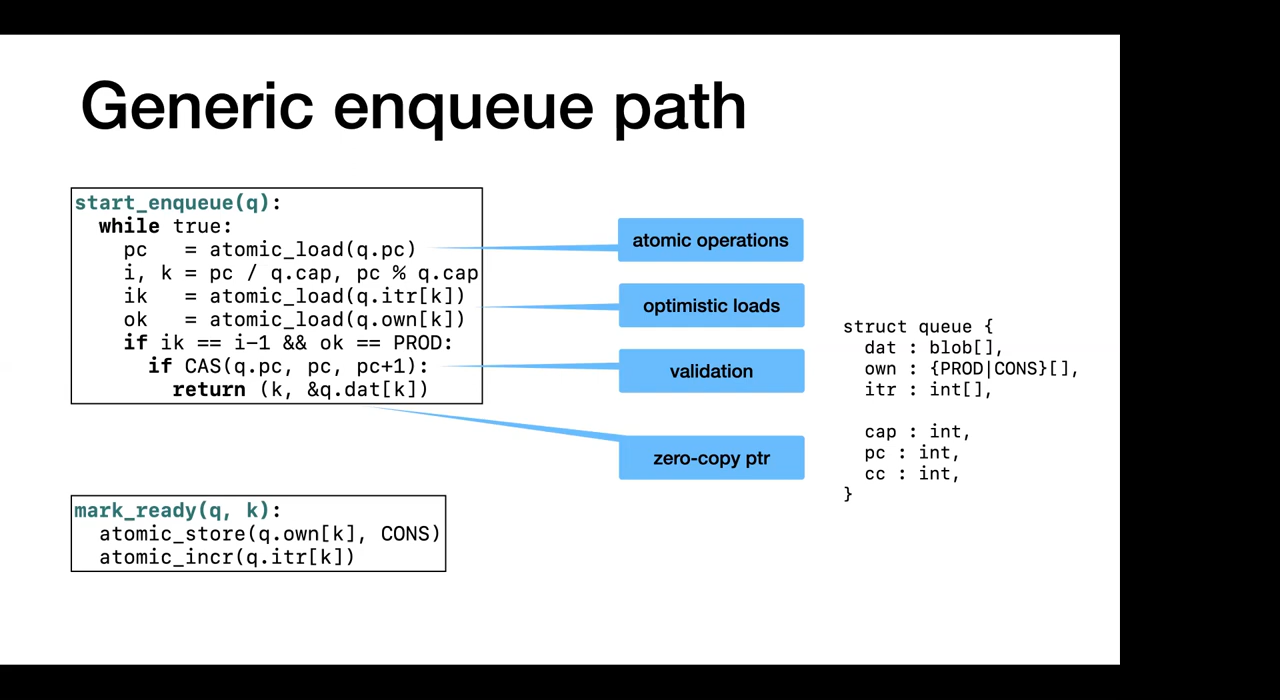 Generic enqueue path
start_enqueue(q):
while true:
pc = atomic_load(q.pc)
i, k = pc / q.cap, pc % q.cap
ik = atomic_load(q.itr[k])
ok = atomic_load(q.own[k])
if ik == i-1 && ok == PROD:
if CAS(q.pc, pc, pc+1):
return (k, &q.dat[k])
mark_ready(q, k):
atomic_store(q.own[k], CONS)
atomic_incr(q.itr[k])
atomic operations
optimistic loads
validation
zero-copy ptr
struct queue {
dat : blob[],
own : {PROD|CONS}[],
itr : int[],
cap : int,
pc : int,
cc : int,
}